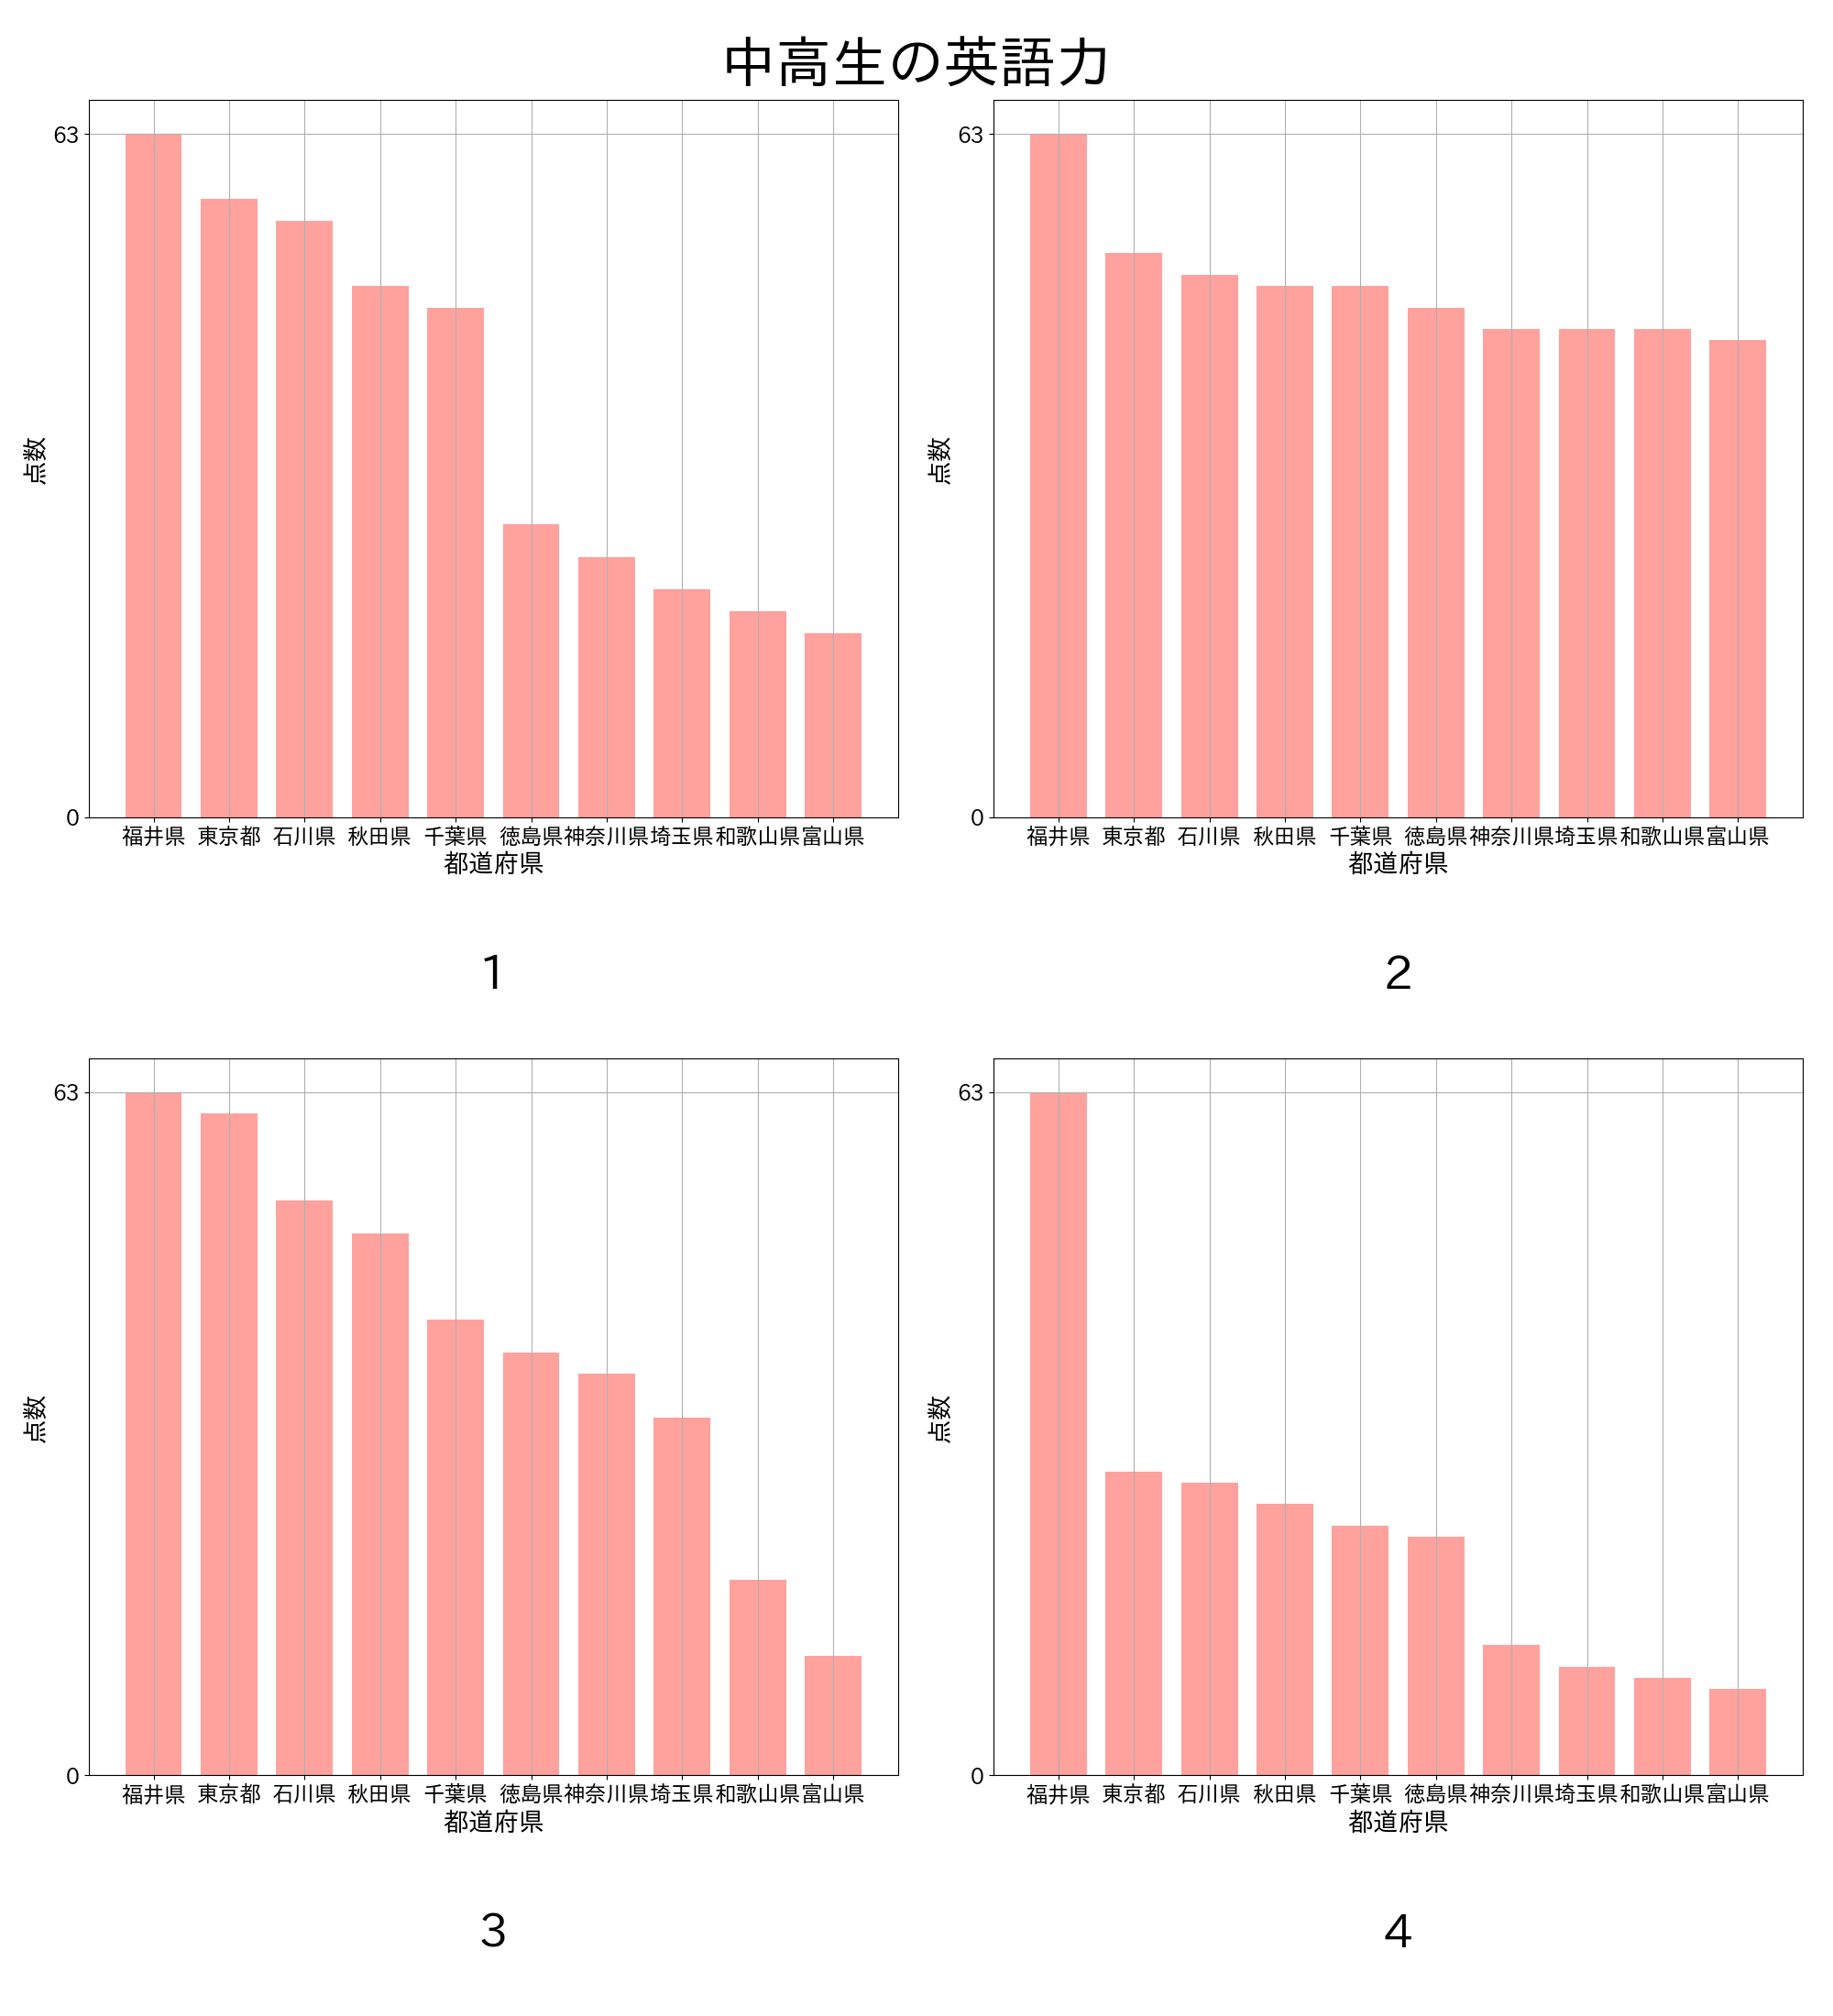 中高生の英語力
63
点数
0
福井県 東京都 石川県 秋田県 千葉県 徳島県 神奈川県 埼玉県 和歌山県 富山県
都道府県
1
63
点数
0
福井県 東京都 石川県 秋田県 千葉県 徳島県 神奈川県 埼玉県 和歌山県 富山県
都道府県
2
63
点数
0
福井県 東京都 石川県 秋田県 千葉県 徳島県 神奈川県 埼玉県 和歌山県 富山県
都道府県
3
63
点数
0
福井県 東京都 石川県 秋田県 千葉県 徳島県 神奈川県 埼玉県 和歌山県 富山県
都道府県
4